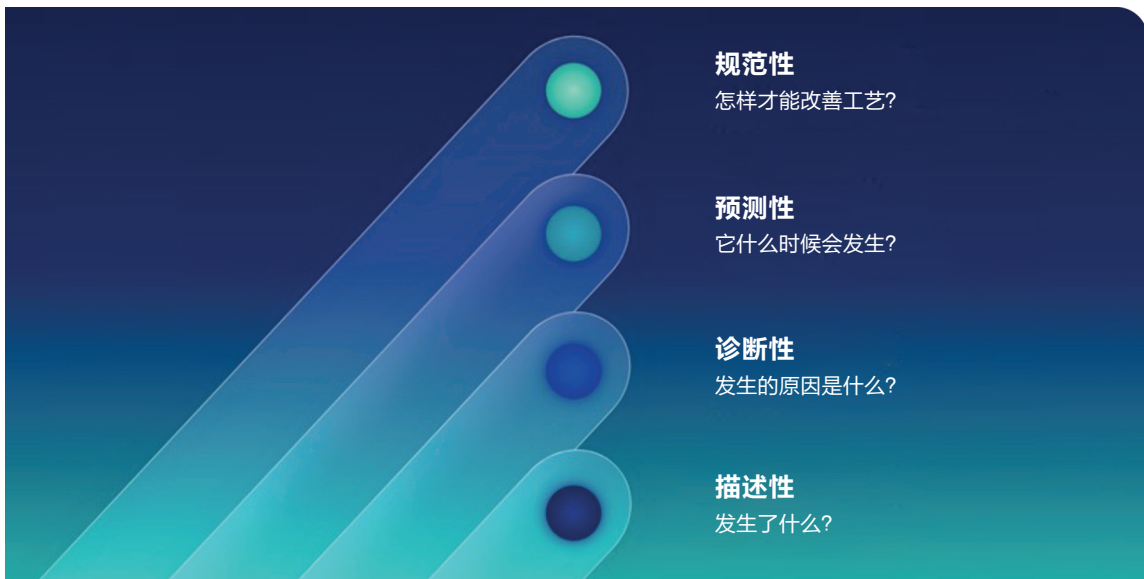 规范性
怎样才能改善工艺?
预测性
它什么时候会发生?
诊断性
发生的原因是什么?
描述性
发生了什么?